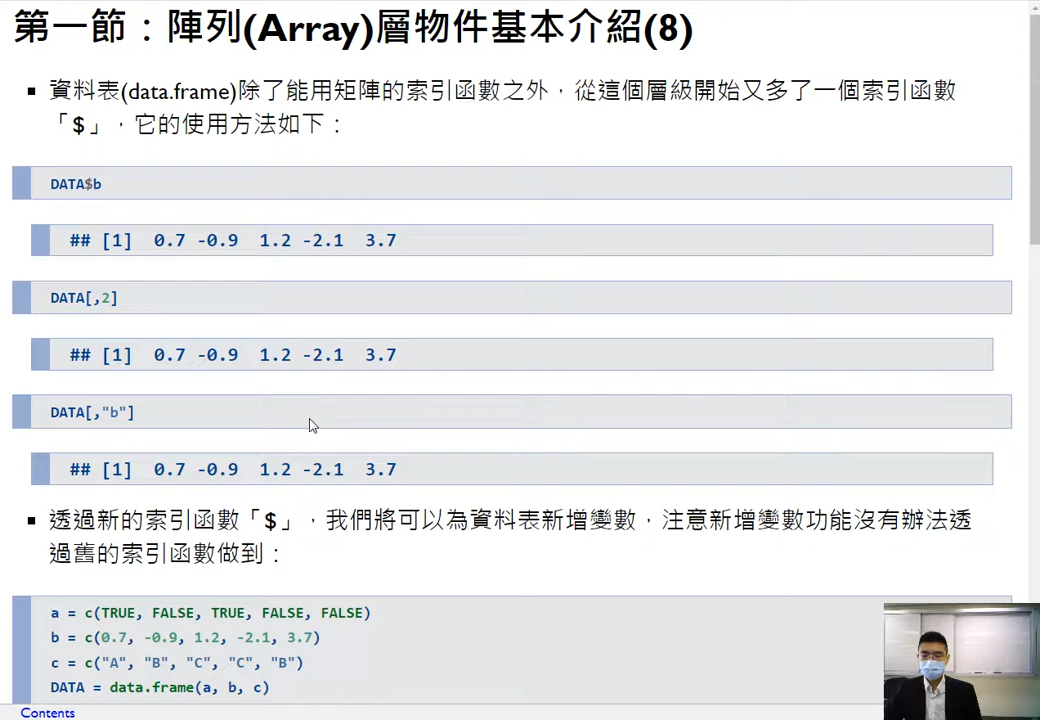 第一節：陣列(Array)層物件基本介紹(8)
▪ 資料表(data.frame)除了能用矩陣的索引函數之外，從這個層級開始又多了一個索引函數
「$」，它的使用方法如下：
DATA$b
## [1]  0.7 -0.9  1.2 -2.1  3.7
DATA[,2]
## [1]  0.7 -0.9  1.2 -2.1  3.7
DATA[,"b"]
## [1]  0.7 -0.9  1.2 -2.1  3.7
▪ 透過新的索引函數「$」，我們將可以為資料表新增變數，注意新增變數功能沒有辦法透
過舊的索引函數做到：
a = c(TRUE, FALSE, TRUE, FALSE, FALSE)
b = c(0.7, -0.9, 1.2, -2.1, 3.7)
c = c("A", "B", "C", "C", "B")
DATA = data.frame(a, b, c)
Contents